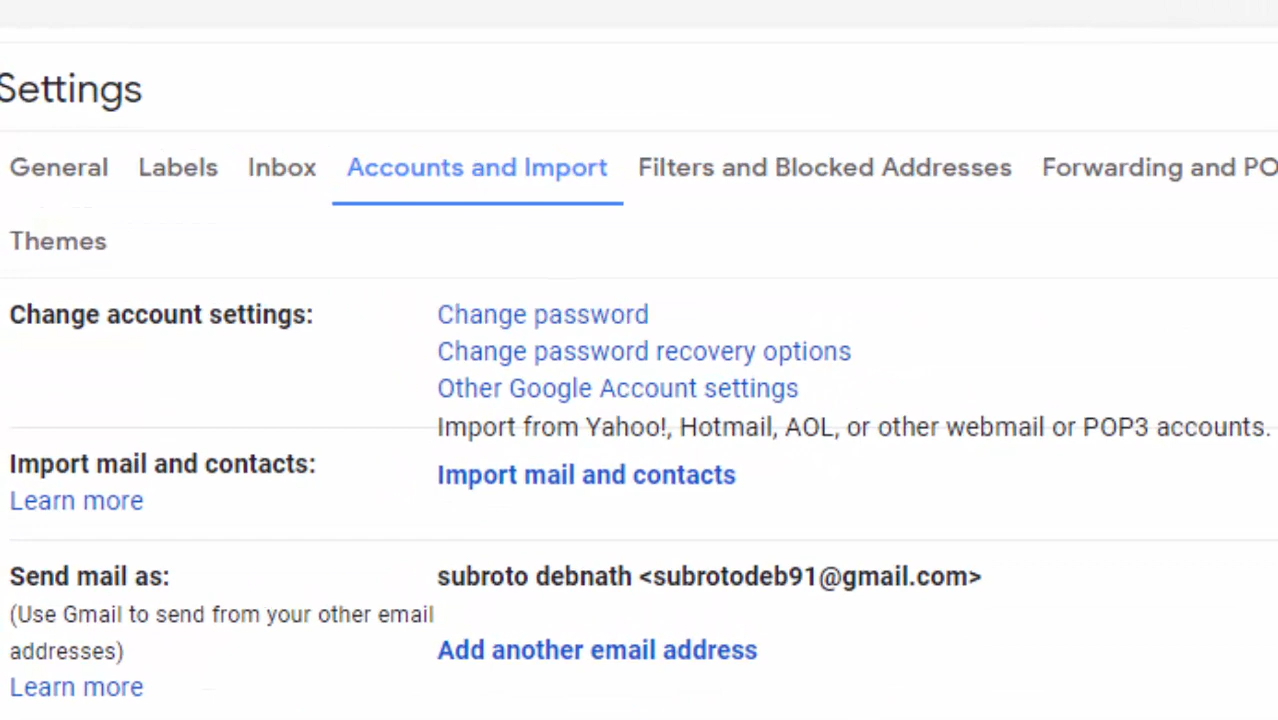 Settings
General Labels Inbox Accounts and Import Filters and Blocked Addresses Forwarding and PO
Themes
Change account settings: Change password
Change password recovery options
Other Google Account settings
Import from Yahoo!, Hotmail, AOL, or other webmail or POP3 accounts.
Import mail and contacts: Import mail and contacts
Learn more
Send mail as: subroto debnath <subrotodeb91@gmail.com>
(Use Gmail to send from your other email
addresses) Add another email address
Learn more